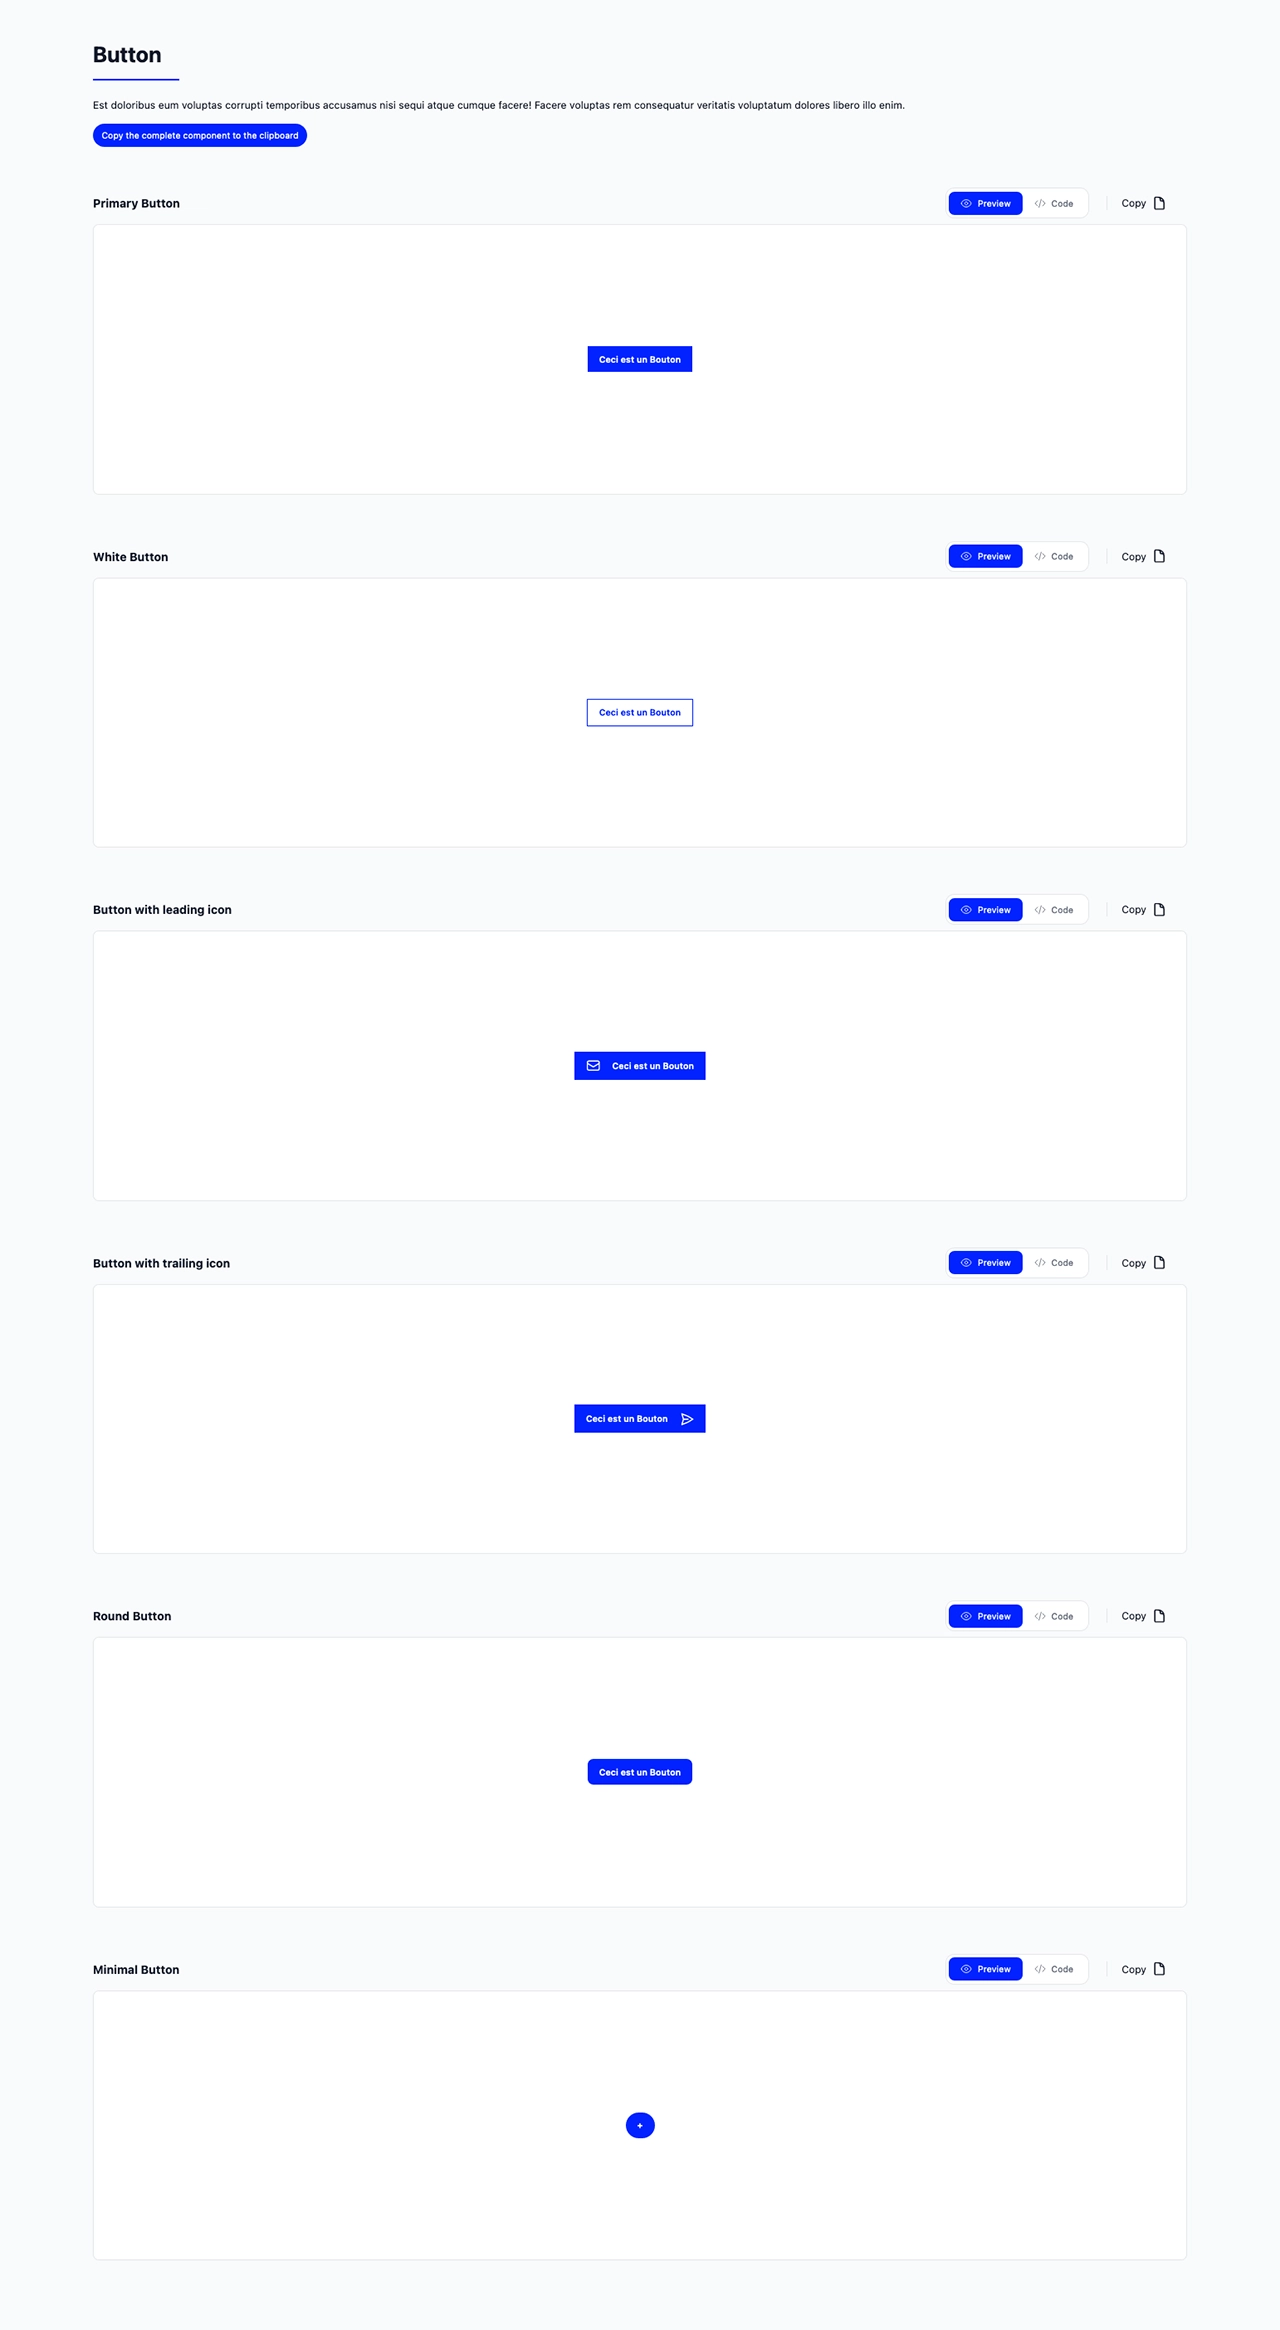 Button
Est doloribus eum voluptas corrupti temporibus accusamus nisi sequi atque cumque facere! Facere voluptas rem consequatur veritatis voluptatum dolores libero illo enim.
Copy the complete component to the clipboard
Primary Button
Preview
Code
Copy
Ceci est un Bouton
White Button
Preview
Code
Copy
Ceci est un Bouton
Button with leading icon
Preview
Code
Copy
Ceci est un Bouton
Button with trailing icon
Preview
Code
Copy
Ceci est un Bouton
Round Button
Preview
Code
Copy
Ceci est un Bouton
Minimal Button
Preview
Code
Copy
+